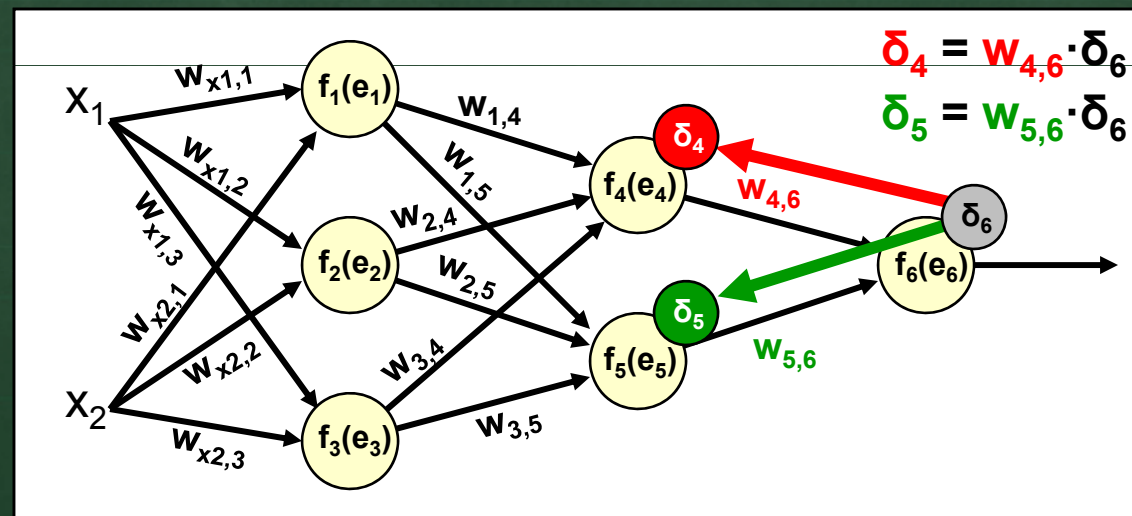 δ₄ = w₄,₆·δ₆
δ₅ = w₅,₆·δ₆
x₁
x₂
wₓ₁,₁
wₓ₁,₂
wₓ₁,₃
wₓ₂,₁
wₓ₂,₂
wₓ₂,₃
f₁(e₁)
f₂(e₂)
f₃(e₃)
w₁,₄
w₁,₅
w₂,₄
w₂,₅
w₃,₄
w₃,₅
δ₄
f₄(e₄)
δ₅
f₅(e₅)
w₄,₆
w₅,₆
δ₆
f₆(e₆)